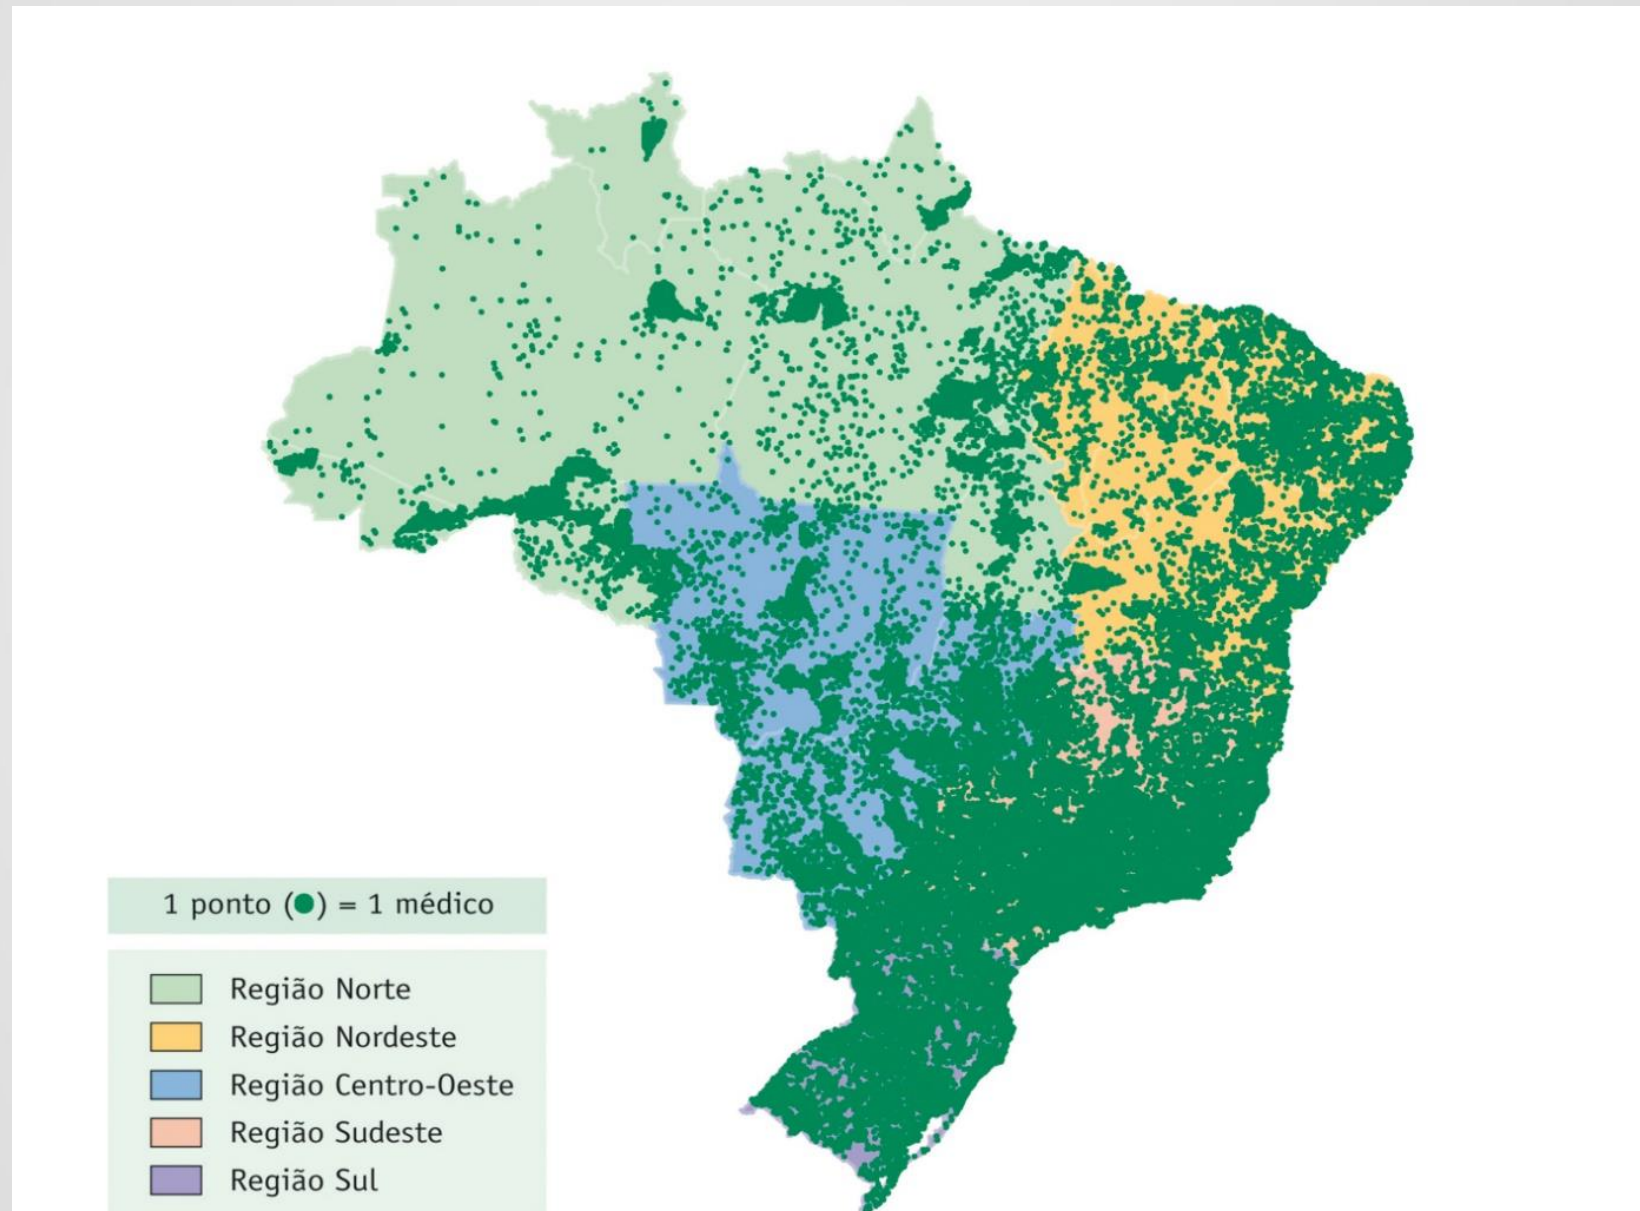 1 ponto (●) = 1 médico
Região Norte
Região Nordeste
Região Centro-Oeste
Região Sudeste
Região Sul